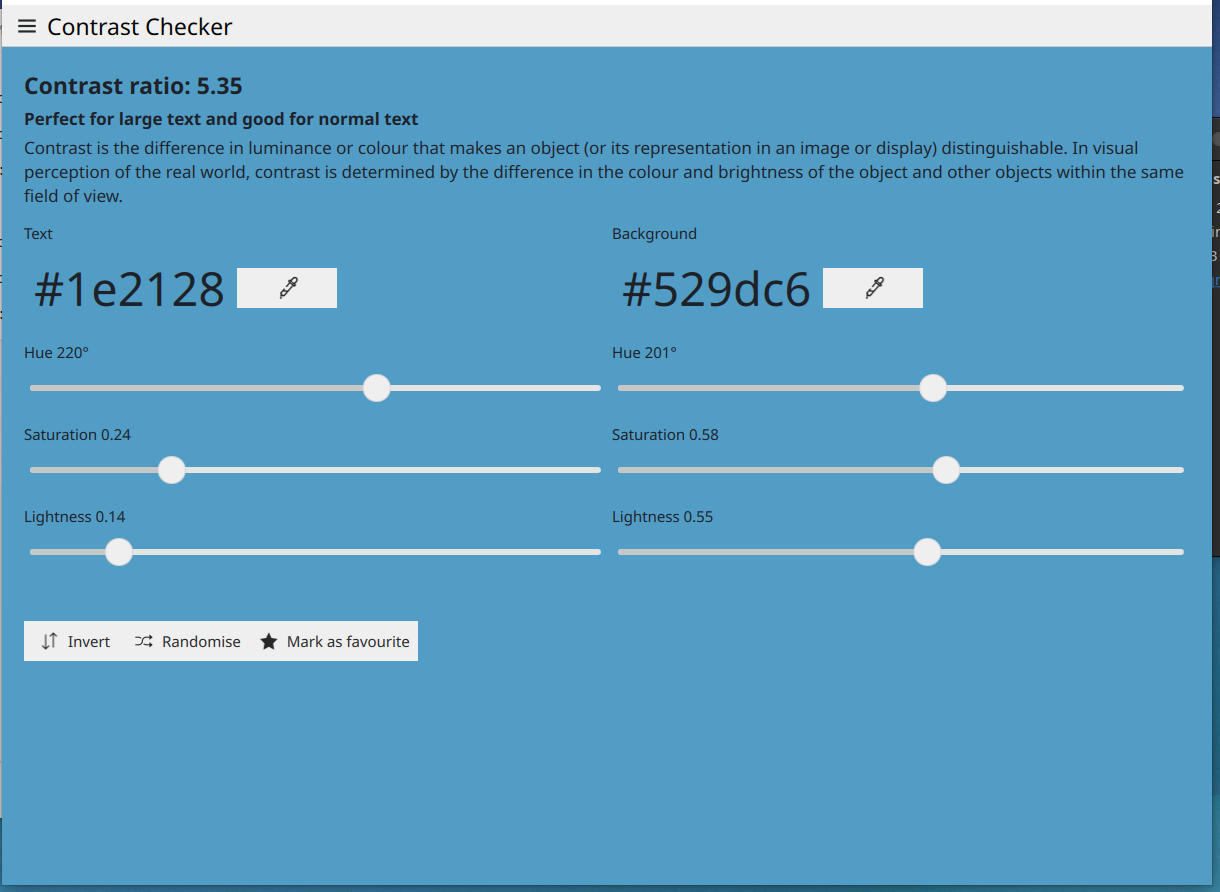 Contrast Checker
Contrast ratio: 5.35
Perfect for large text and good for normal text
Contrast is the difference in luminance or colour that makes an object (or its representation in an image or display) distinguishable. In visual
perception of the real world, contrast is determined by the difference in the colour and brightness of the object and other objects within the same
field of view.
Text
Background
#1e2128
#529dc6
Hue 220°
Hue 201°
Saturation 0.24
Saturation 0.58
Lightness 0.14
Lightness 0.55
Invert
Randomise
Mark as favourite